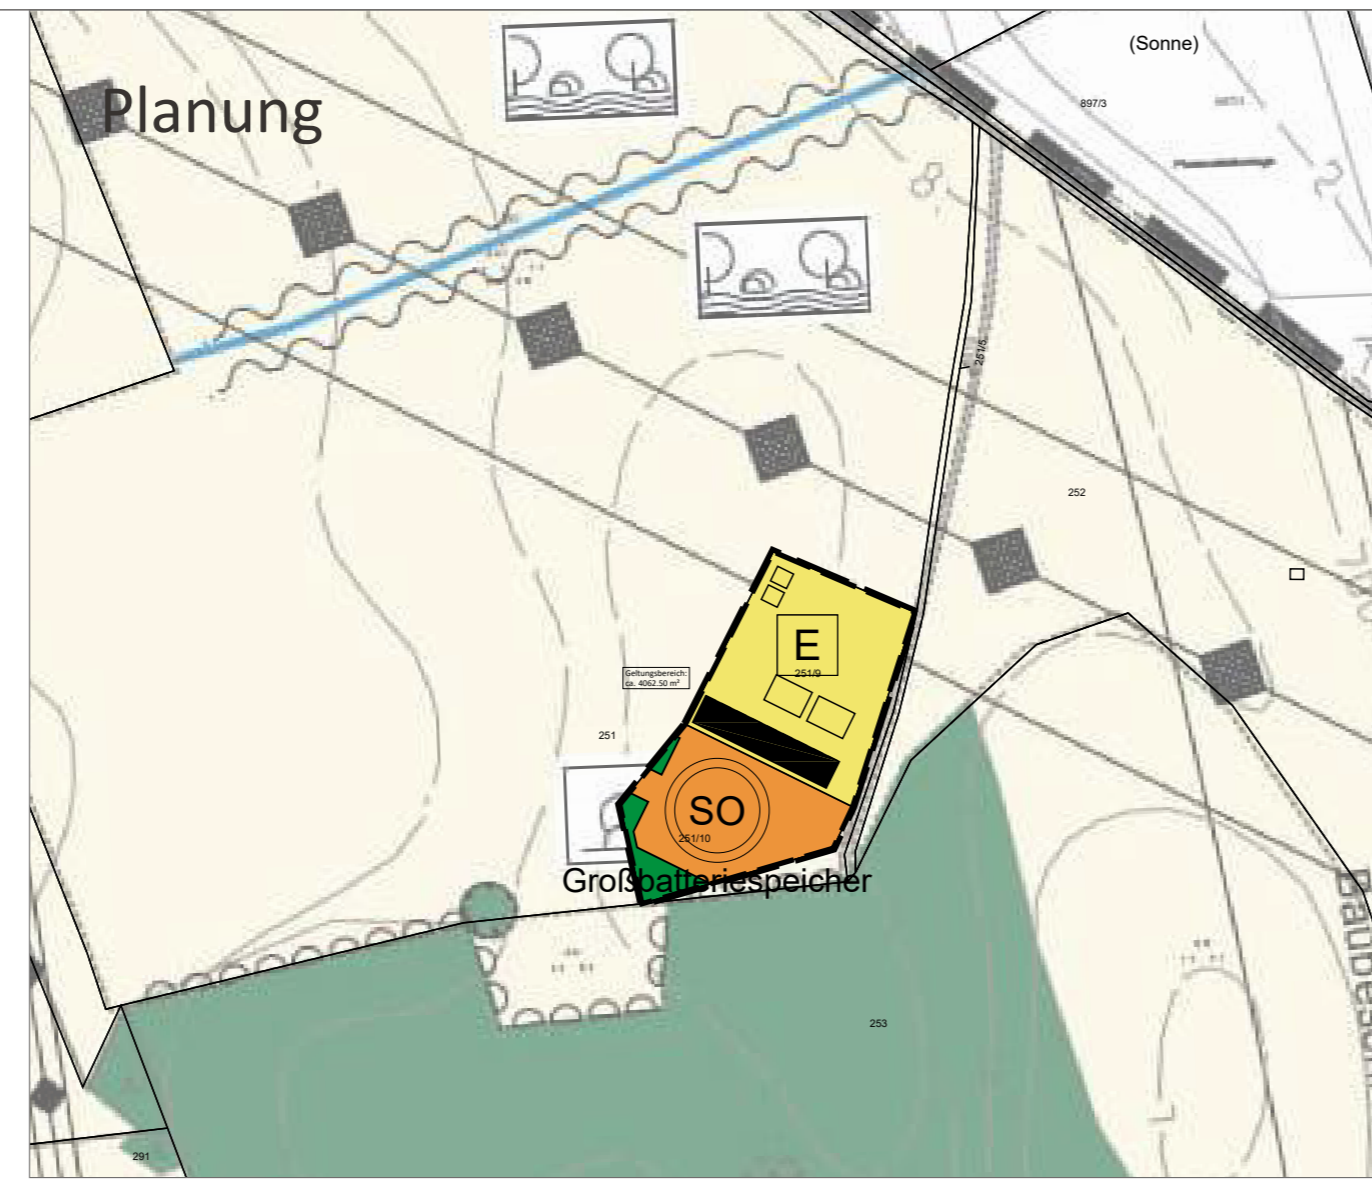 (Sonne)
Planung
897/3
251/5
252
E
251/9
Geltungsbereich:
ca. 4062.50 m²
251
SO
251/10
Großbatteriespeicher
253
291